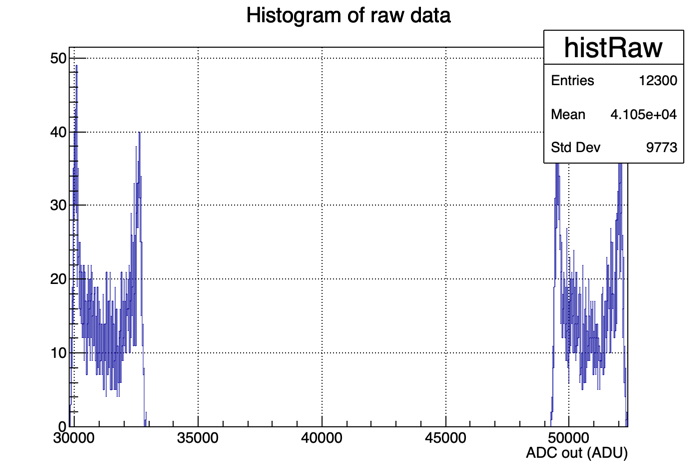 Histogram of raw data
histRaw
Entries 12300
Mean 4.105e+04
Std Dev 9773
50
40
30
20
10
0
30000 35000 40000 45000 50000
ADC out (ADU)